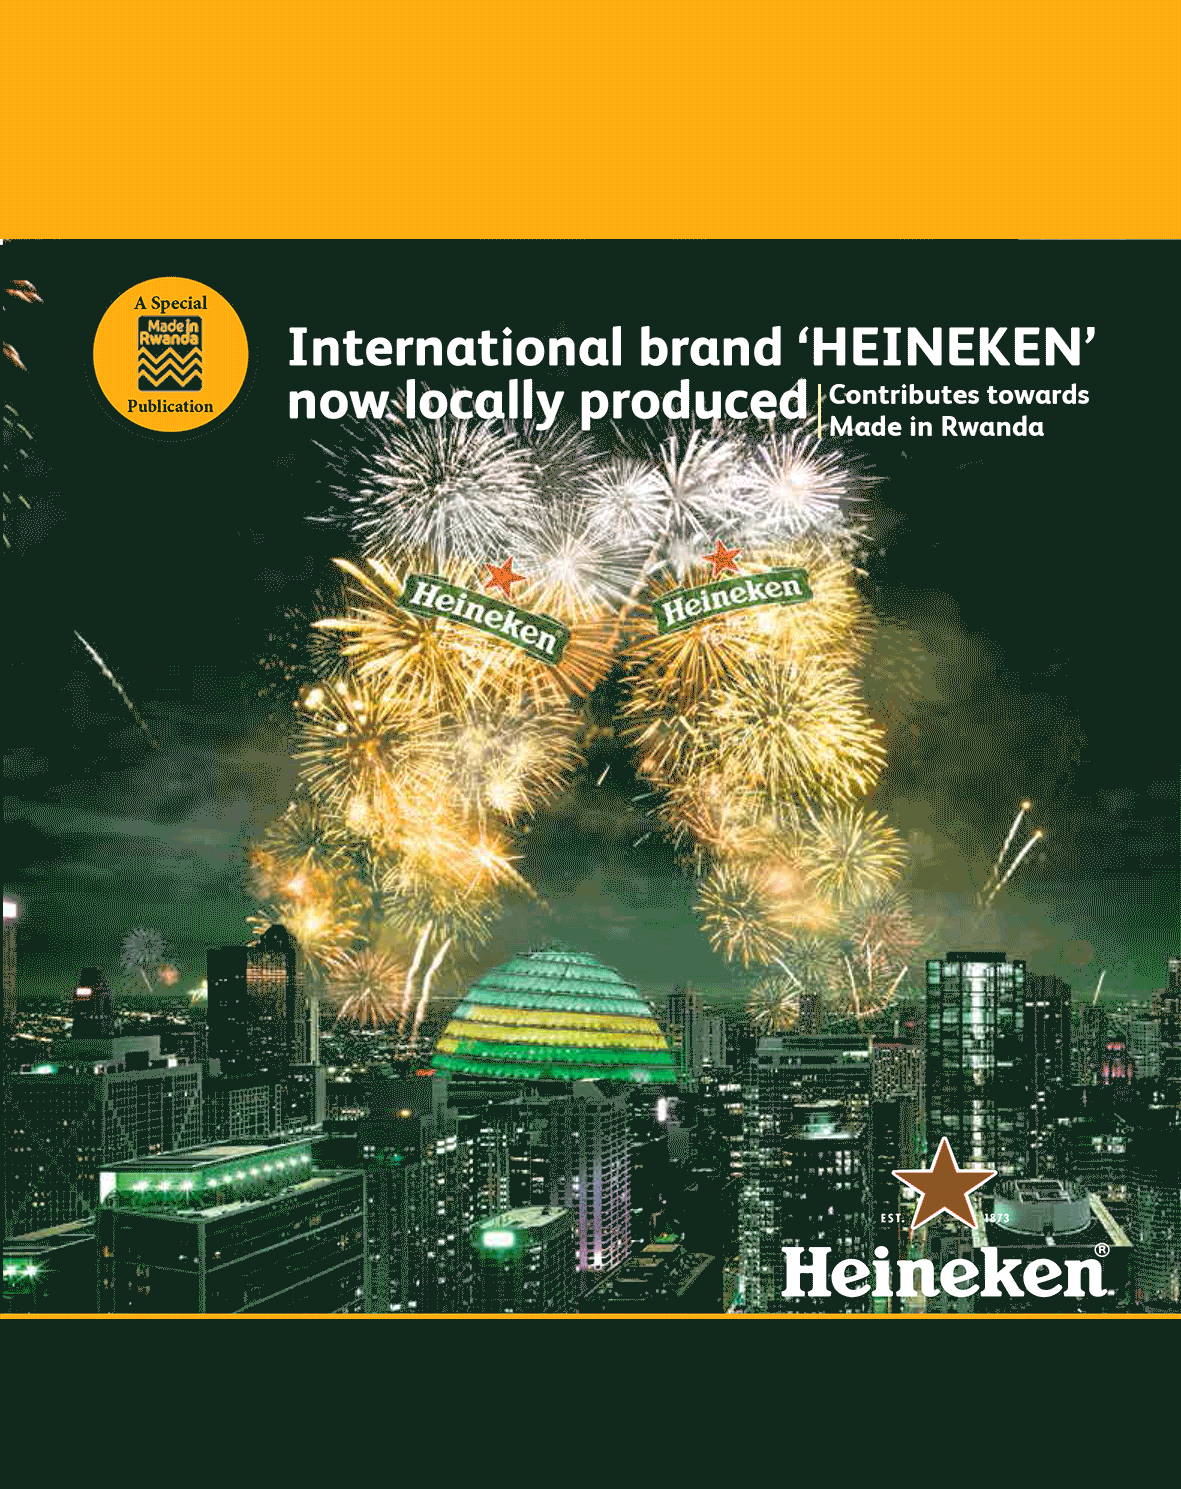 A Special
Made in
Rwanda
Publication
International brand ‘HEINEKEN’
now locally produced
Contributes towards
Made in Rwanda
Heineken
Heineken
EST. 1873
Heineken®